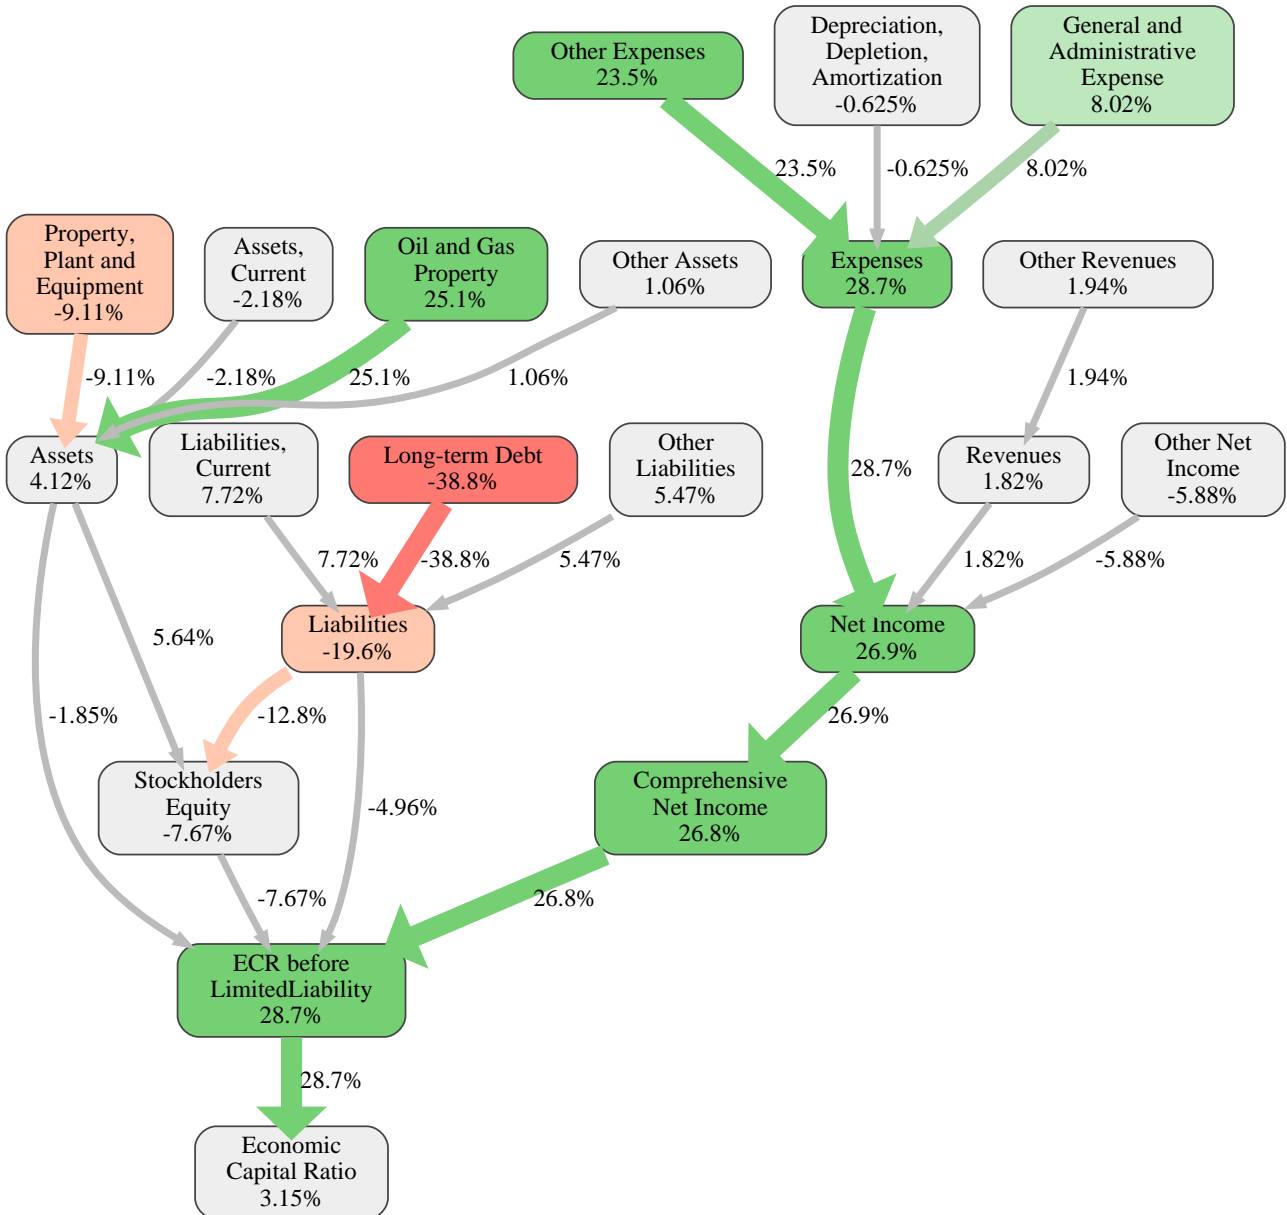 Other Expenses
23.5%
Depreciation,
Depletion,
Amortization
-0.625%
General and
Administrative
Expense
8.02%
23.5%
-0.625%
8.02%
Property,
Plant and
Equipment
-9.11%
Assets,
Current
-2.18%
Oil and Gas
Property
25.1%
Other Assets
1.06%
Expenses
28.7%
Other Revenues
1.94%
-9.11%
-2.18%
25.1%
1.06%
1.94%
Assets
4.12%
Liabilities,
Current
7.72%
Long-term Debt
-38.8%
Other
Liabilities
5.47%
28.7%
Revenues
1.82%
Other Net
Income
-5.88%
7.72%
-38.8%
5.47%
1.82%
-5.88%
5.64%
Liabilities
-19.6%
Net Income
26.9%
-1.85%
-12.8%
26.9%
Stockholders
Equity
-7.67%
-4.96%
Comprehensive
Net Income
26.8%
-7.67%
26.8%
ECR before
LimitedLiability
28.7%
28.7%
Economic
Capital Ratio
3.15%